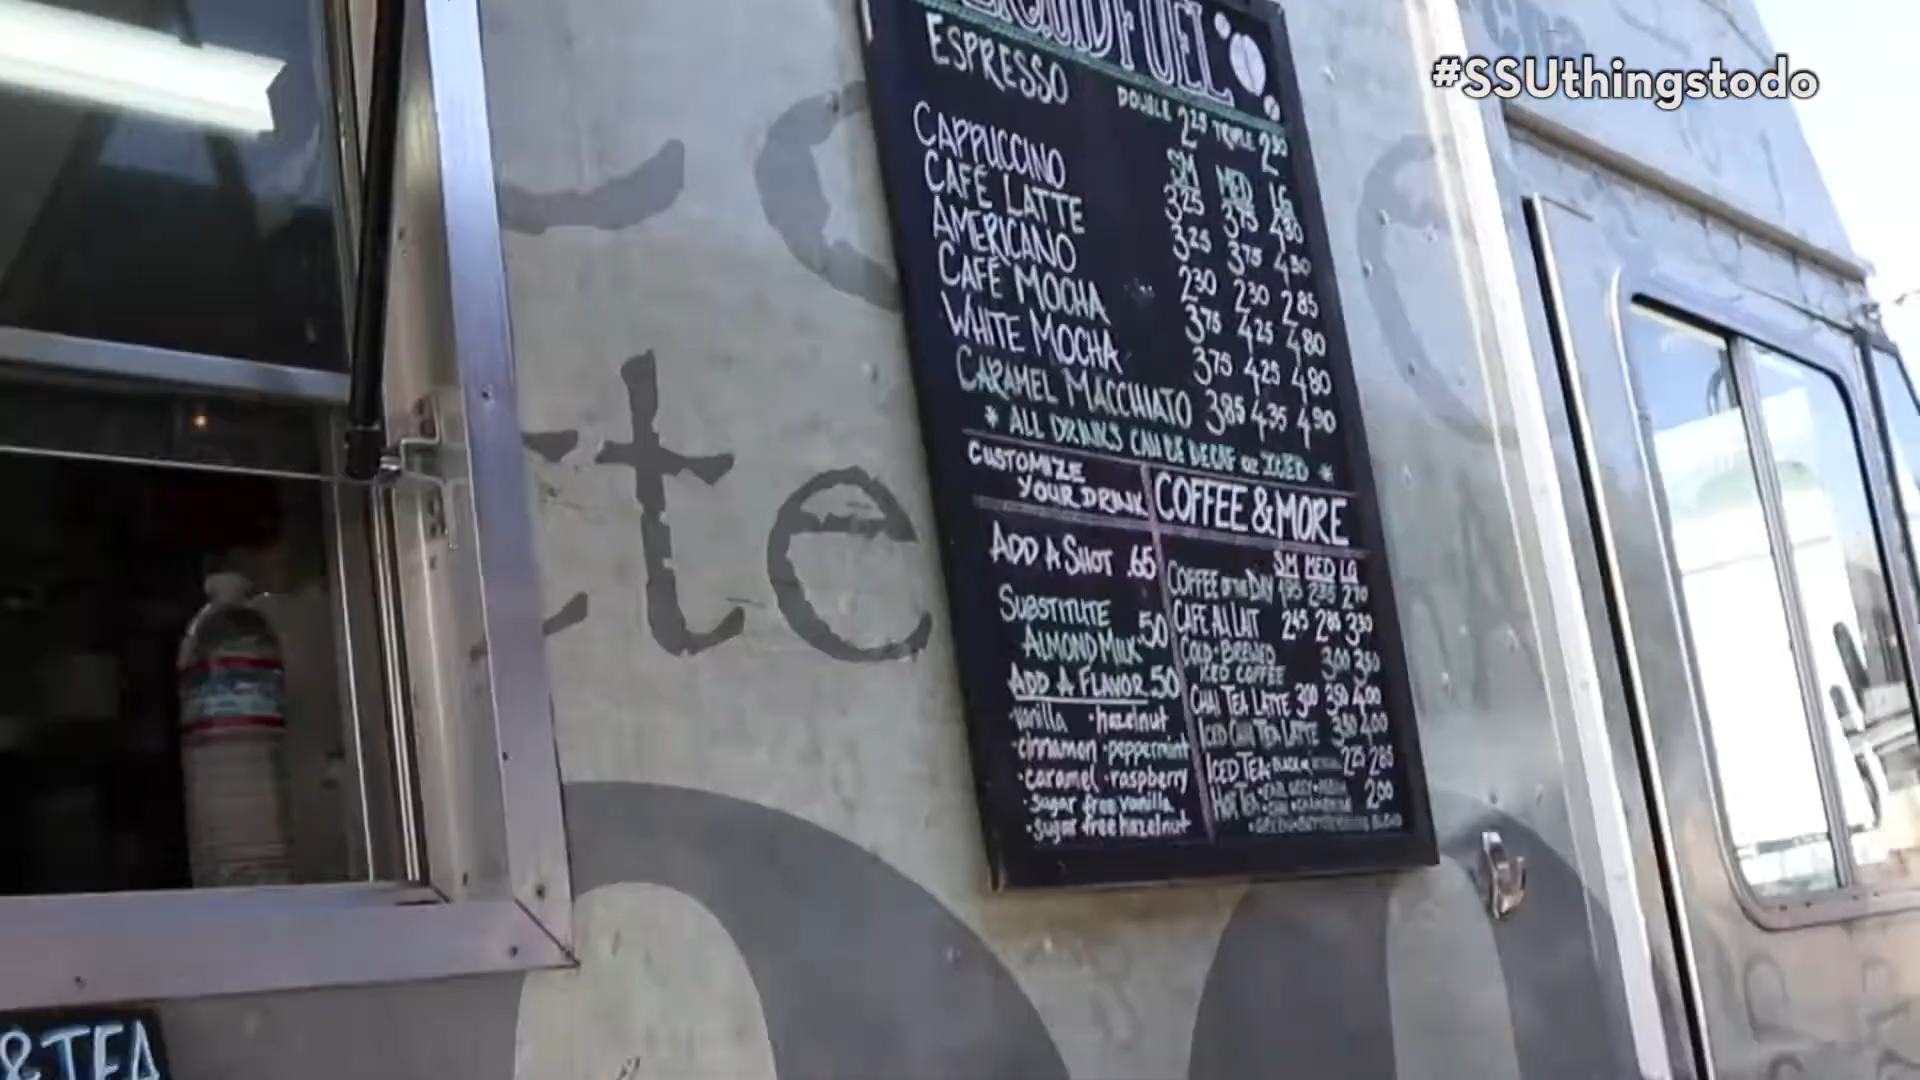 #SSUthingstodo
LIQUID FUEL
ESPRESSO
DOUBLE 2.25 TRIPLE 2.50
SM MED LG
CAPPUCCINO 3.25 3.75 4.30
CAFÉ LATTE 3.25 3.75 4.30
AMERICANO 2.30 2.30 2.85
CAFÉ MOCHA 3.75 4.25 4.80
WHITE MOCHA 3.75 4.25 4.80
CARAMEL MACCHIATO 3.85 4.35 4.90
* ALL DRINKS CAN BE DECAF OR ICED *
CUSTOMIZE
YOUR DRINK
ADD A SHOT .65
SUBSTITUTE
ALMOND MILK .50
ADD A FLAVOR .50
•vanilla •hazelnut
•cinnamon •peppermint
•caramel •raspberry
•sugar free vanilla
•sugar free hazelnut
COFFEE & MORE
SM MED LG
COFFEE OF THE DAY 1.95 2.35 2.70
CAFE AU LAIT 2.45 2.85 3.30
COLD-BREWED
ICED COFFEE 3.00 3.50
CHAI TEA LATTE 3.00 3.50 4.00
ICED CHAI TEA LATTE 3.50 4.00
ICED TEA•BLACK OR 2.25 2.85
HOT TEA•EARL GREY 2.00
te
& TEA